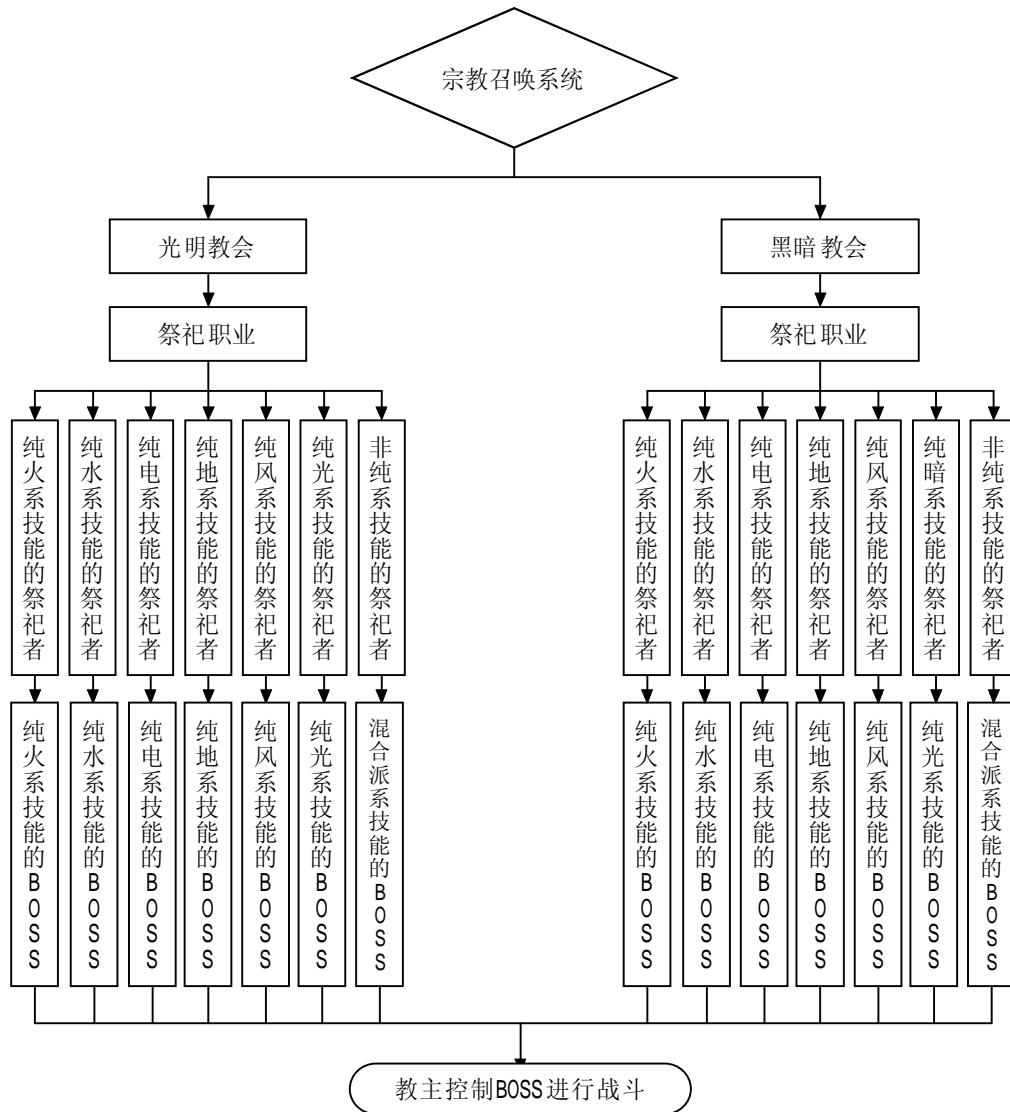 宗教召唤系统
光明教会
黑暗教会
祭祀职业
祭祀职业
纯火系技能的祭祀者
纯水系技能的祭祀者
纯电系技能的祭祀者
纯地系技能的祭祀者
纯风系技能的祭祀者
纯光系技能的祭祀者
非纯系技能的祭祀者
纯火系技能的祭祀者
纯水系技能的祭祀者
纯电系技能的祭祀者
纯地系技能的祭祀者
纯风系技能的祭祀者
纯暗系技能的祭祀者
非纯系技能的祭祀者
纯火系技能的BOSS
纯水系技能的BOSS
纯电系技能的BOSS
纯地系技能的BOSS
纯风系技能的BOSS
纯光系技能的BOSS
混合派系技能的BOSS
纯火系技能的BOSS
纯水系技能的BOSS
纯电系技能的BOSS
纯地系技能的BOSS
纯风系技能的BOSS
纯光系技能的BOSS
混合派系技能的BOSS
教主控制BOSS进行战斗